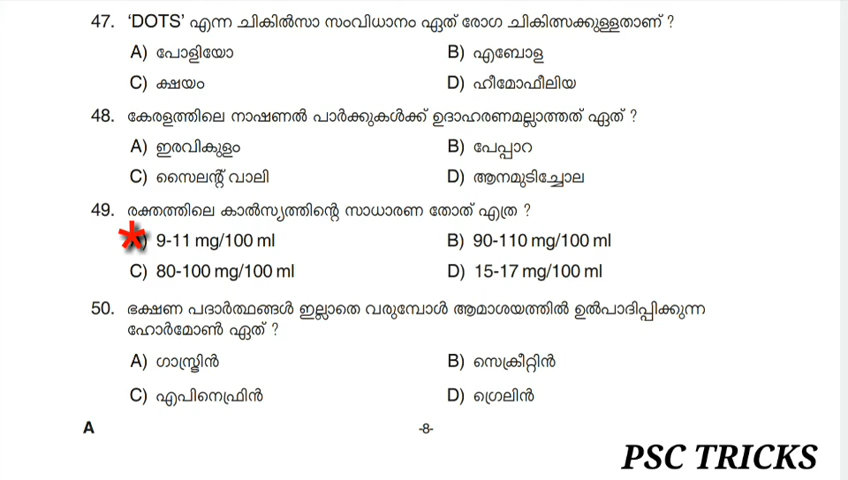 47. ‘DOTS’ എന്ന ചികിൽസാ സംവിധാനം ഏത് രോഗ ചികിത്സക്കുള്ളതാണ് ?
A) പോളിയോ B) എബോള
C) ക്ഷയം D) ഹീമോഫീലിയ
48. കേരളത്തിലെ നാഷണൽ പാർക്കുകൾക്ക് ഉദാഹരണമല്ലാത്തത് ഏത് ?
A) ഇരവികുളം B) പേപ്പാറ
C) സൈലന്റ് വാലി D) ആനമുടിച്ചോല
49. രക്തത്തിലെ കാൽസ്യത്തിന്റെ സാധാരണ തോത് എത്ര ?
9-11 mg/100 ml B) 90-110 mg/100 ml
C) 80-100 mg/100 ml D) 15-17 mg/100 ml
50. ഭക്ഷണ പദാർത്ഥങ്ങൾ ഇല്ലാതെ വരുമ്പോൾ ആമാശയത്തിൽ ഉൽപാദിപ്പിക്കുന്ന
ഹോർമോൺ ഏത് ?
A) ഗാസ്ട്രിൻ B) സെക്രീറ്റിൻ
C) എപിനെഫ്രിൻ D) ഗ്രെലിൻ
A -8-
PSC TRICKS